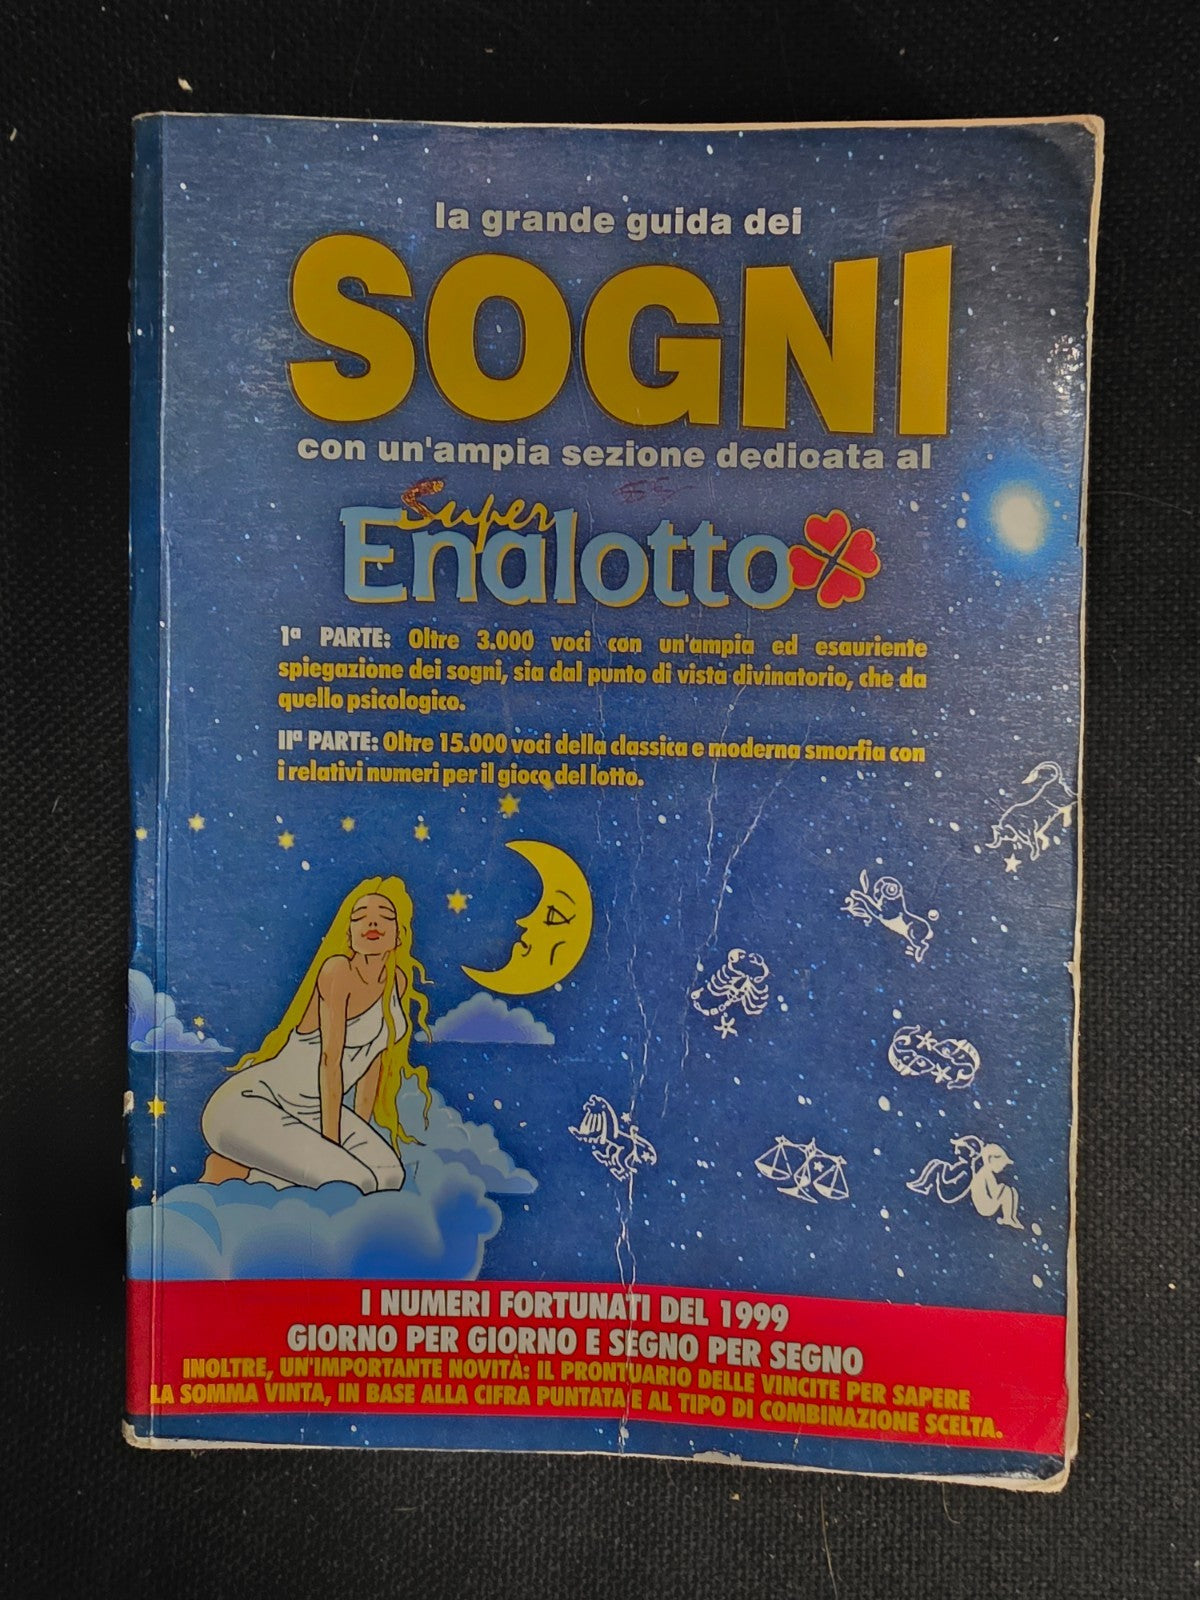 la grande guida dei
SOGNI
con un'ampia sezione dedicata al
Super
Enalotto
1ª PARTE: Oltre 3.000 voci con un'ampia ed esauriente
spiegazione dei sogni, sia dal punto di vista divinatorio, che da
quello psicologico.
IIª PARTE: Oltre 15.000 voci della classica e moderna smorfia con
i relativi numeri per il gioco del lotto.
I NUMERI FORTUNATI DEL 1999
GIORNO PER GIORNO E SEGNO PER SEGNO
INOLTRE, UN'IMPORTANTE NOVITÀ: IL PRONTUARIO DELLE VINCITE PER SAPERE
LA SOMMA VINTA, IN BASE ALLA CIFRA PUNTATA E AL TIPO DI COMBINAZIONE SCELTA.